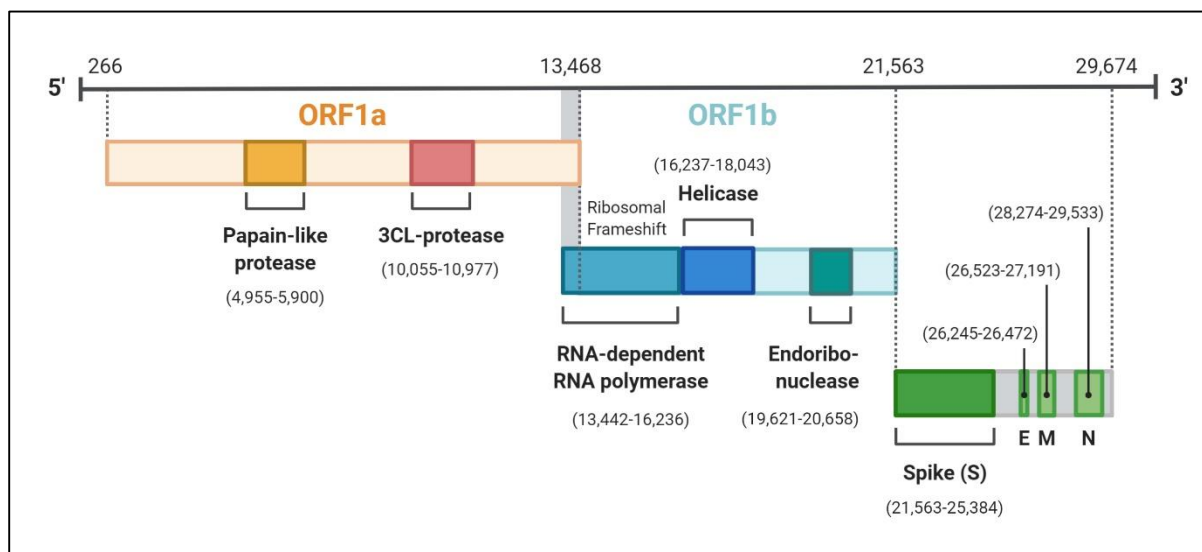 266
13,468
21,563
29,674
5'
3'
ORF1a
ORF1b
(16,237-18,043)
Helicase
Ribosomal
Frameshift
Papain-like
protease
(4,955-5,900)
3CL-protease
(10,055-10,977)
(28,274-29,533)
(26,523-27,191)
(26,245-26,472)
RNA-dependent
RNA polymerase
(13,442-16,236)
Endoribo-
nuclease
(19,621-20,658)
E M N
Spike (S)
(21,563-25,384)